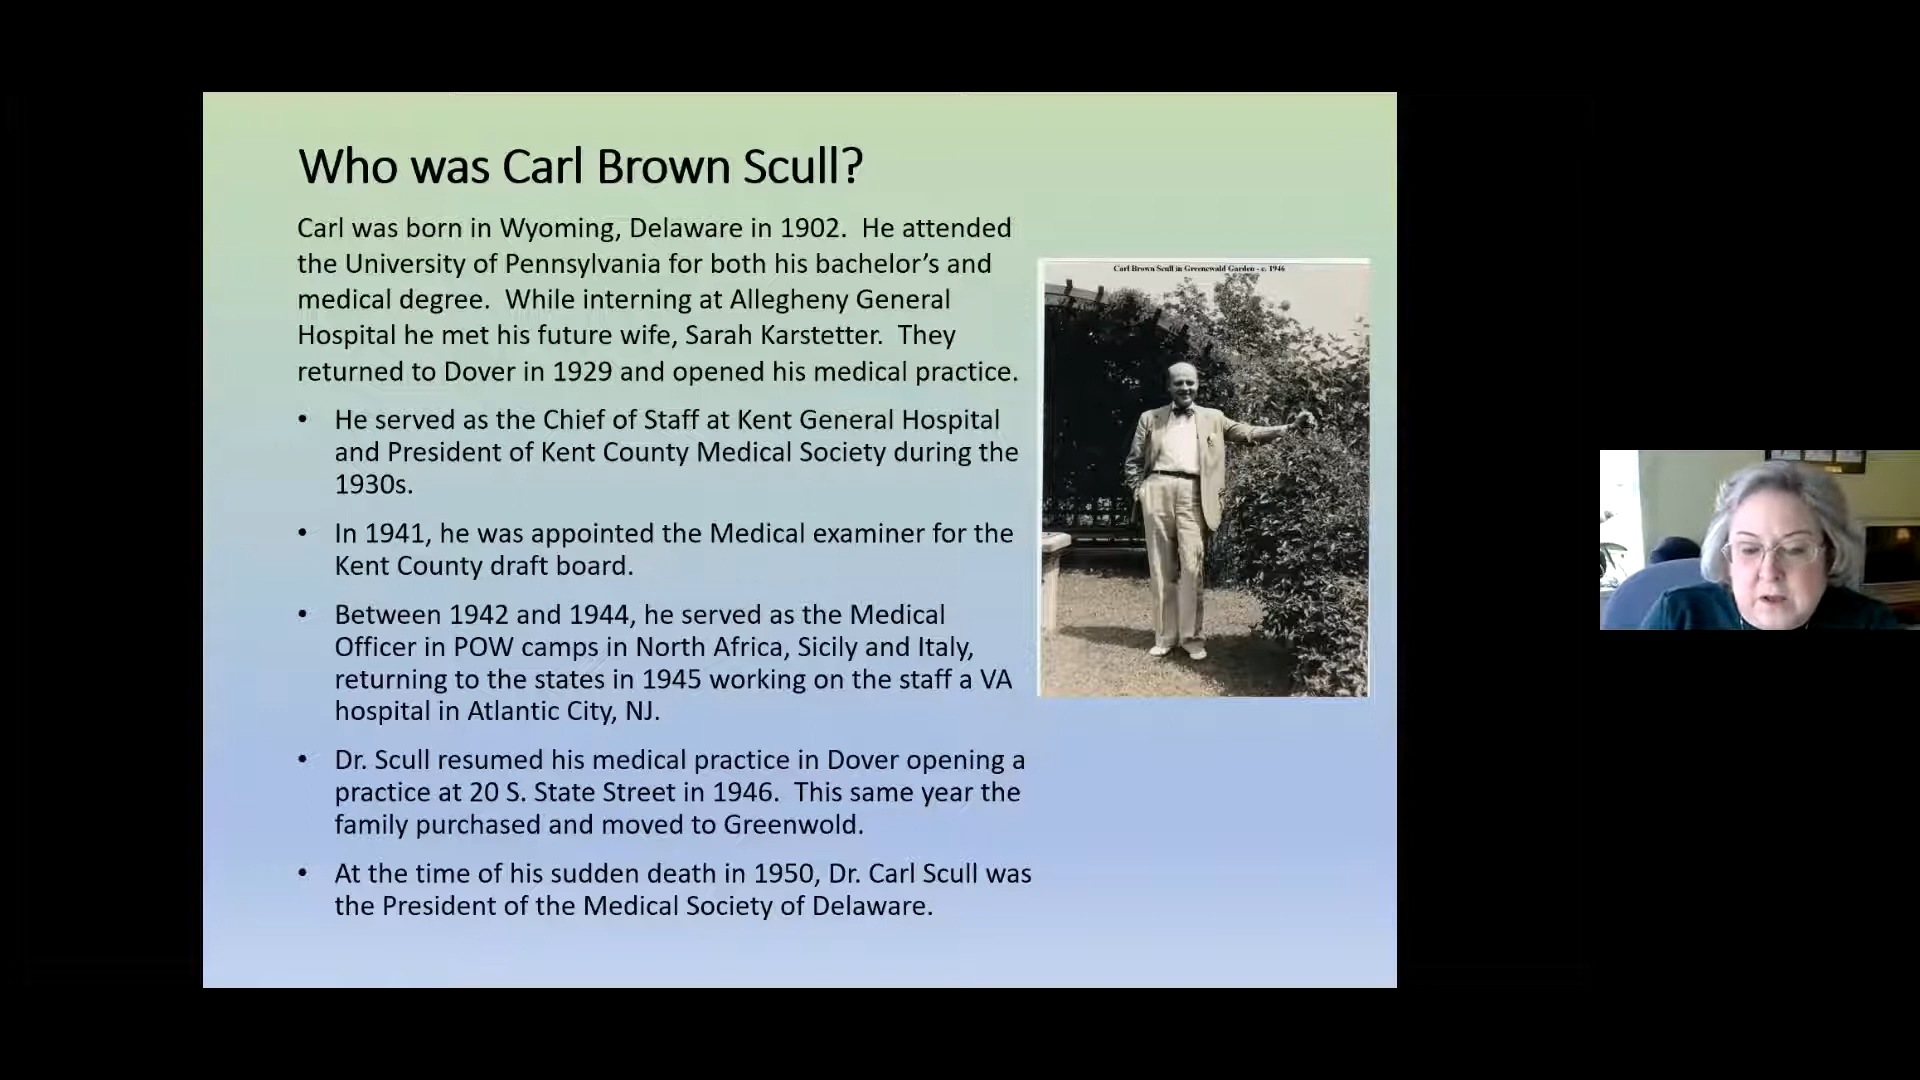 Who was Carl Brown Scull?
Carl was born in Wyoming, Delaware in 1902.  He attended
the University of Pennsylvania for both his bachelor’s and
medical degree.  While interning at Allegheny General
Hospital he met his future wife, Sarah Karstetter.  They
returned to Dover in 1929 and opened his medical practice.
• He served as the Chief of Staff at Kent General Hospital
and President of Kent County Medical Society during the
1930s.
• In 1941, he was appointed the Medical examiner for the
Kent County draft board.
• Between 1942 and 1944, he served as the Medical
Officer in POW camps in North Africa, Sicily and Italy,
returning to the states in 1945 working on the staff a VA
hospital in Atlantic City, NJ.
• Dr. Scull resumed his medical practice in Dover opening a
practice at 20 S. State Street in 1946.  This same year the
family purchased and moved to Greenwold.
• At the time of his sudden death in 1950, Dr. Carl Scull was
the President of the Medical Society of Delaware.
Carl Brown Scull in Greenewald Garden - c. 1946